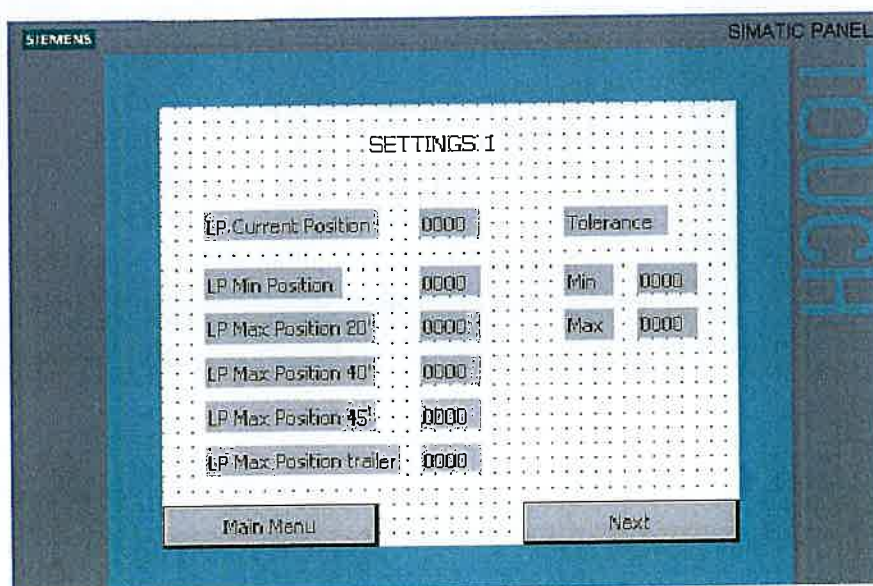 SIEMENS
SIMATIC PANEL
TOUCH
SETTINGS 1
LP Current Position 0000 Tolerance
LP Min Position 0000 Min 0000
LP Max Position 20' 0000 Max 0000
LP Max Position 40' 0000
LP Max Position 45' 0000
LP Max Position trailer 0000
Main Menu Next